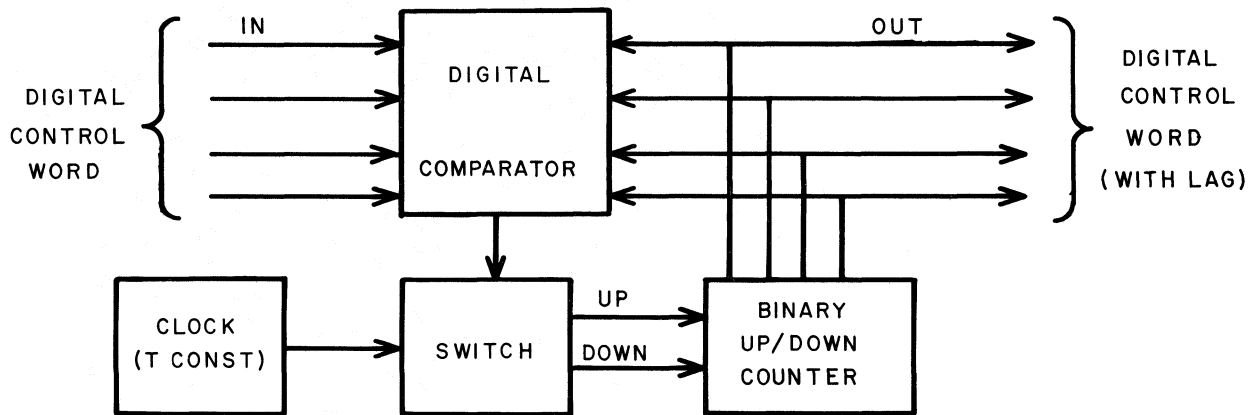 IN
DIGITAL
CONTROL
WORD
DIGITAL
COMPARATOR
OUT
DIGITAL
CONTROL
WORD
(WITH LAG)
CLOCK
(T CONST)
SWITCH
UP
DOWN
BINARY
UP/DOWN
COUNTER